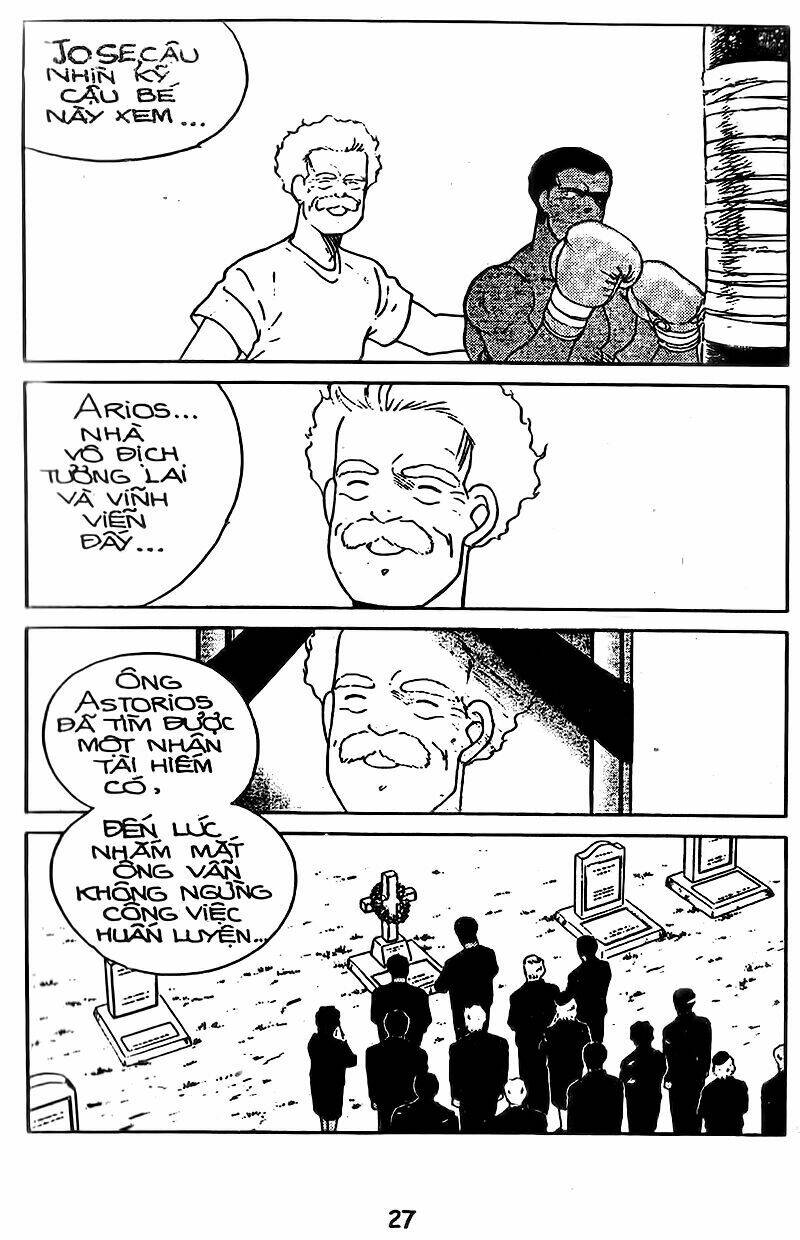 JOSE, CẬU
NHÌN KỸ
CẬU BÉ
NÀY XEM...
ARIOS...
NHÀ
VÔ ĐỊCH
TƯỞNG LAI
VÀ VĨNH
VIỄN
ĐẤY...
ÔNG
ASTORIOS
ĐÃ TÌM ĐƯỢC
MỘT NHÂN
TÀI HIẾM
CÓ,
ĐẾN LÚC
NHẮM MẮT
ÔNG VẪN
KHÔNG NGỪNG
CÔNG VIỆC
HUẤN LUYỆN...
27